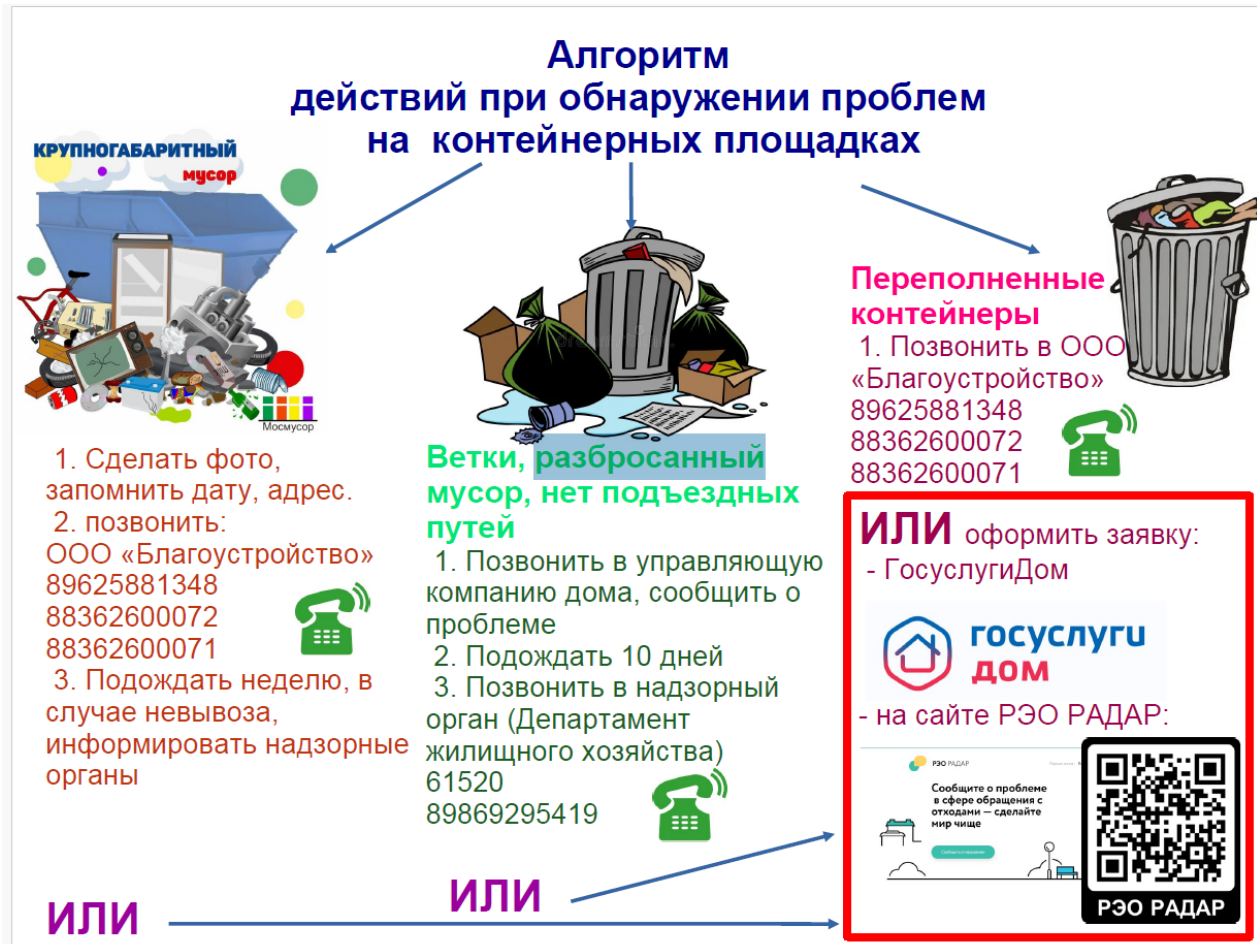 Алгоритм
действий при обнаружении проблем
на контейнерных площадках
КРУПНОГАБАРИТНЫЙ
мусор
Мосмусор
1. Сделать фото,
запомнить дату, адрес.
2. позвонить:
ООО «Благоустройство»
89625881348
88362600072
88362600071
3. Подождать неделю, в
случае невывоза,
информировать надзорные
органы
ИЛИ
Ветки, разбросанный
мусор, нет подъездных
путей
1. Позвонить в управляющую
компанию дома, сообщить о
проблеме
2. Подождать 10 дней
3. Позвонить в надзорный
орган (Департамент
жилищного хозяйства)
61520
89869295419
ИЛИ
Переполненные
контейнеры
1. Позвонить в ООО
«Благоустройство»
89625881348
88362600072
88362600071
ИЛИ оформить заявку:
- ГосуслугиДом
госуслуги
дом
- на сайте РЭО РАДАР:
РЭО РАДАР
Сообщите о проблеме
в сфере обращения с
отходами — сделайте
мир чище
РЭО РАДАР